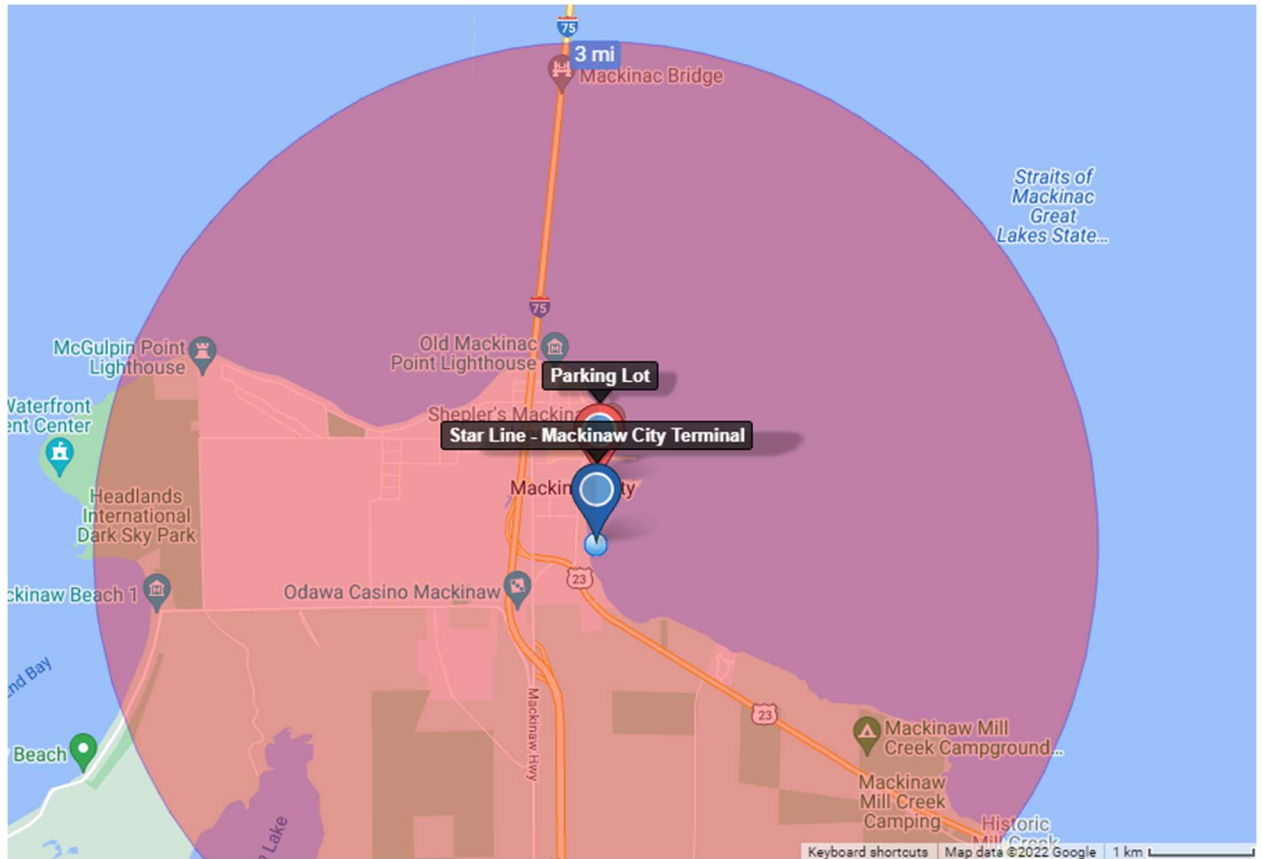 75
3 mi
Mackinac Bridge
Straits of
Mackinac
Great
Lakes State...
75
McGulpin Point
Lighthouse
Old Mackinac
Point Lighthouse
Parking Lot
Waterfront
ent Center
Shepler's Mackina
Star Line - Mackinaw City Terminal
Mackin ty
Headlands
International
Dark Sky Park
23
ckinaw Beach 1
Odawa Casino Mackinaw
nd Bay
Mackinaw Hwy
23
Beach
Mackinaw Mill
Creek Campground...
Mackinaw
Mill Creek
Camping
Historic
Mill Creek
Lake
Keyboard shortcuts
Map data ©2022 Google
1 km